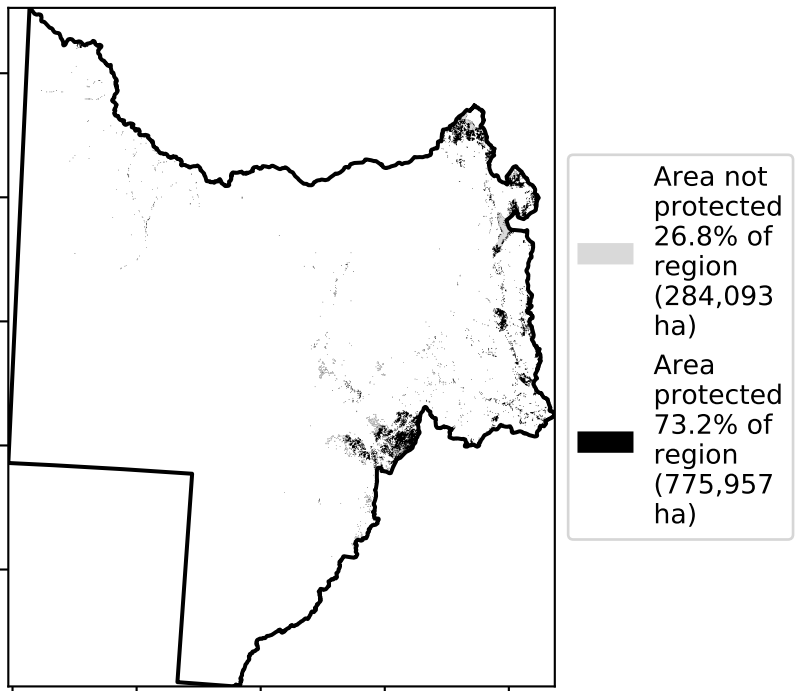 Area not
protected
26.8% of
region
(284,093
ha)
Area
protected
73.2% of
region
(775,957
ha)